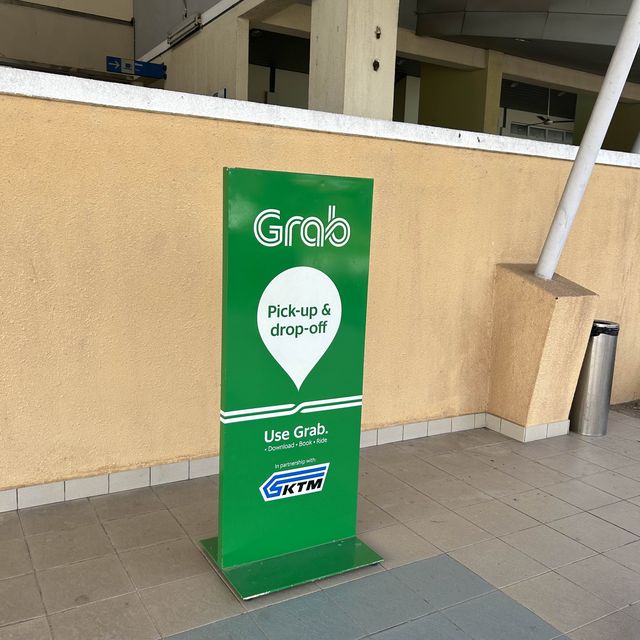 Grab
Pick-up &
drop-off
Use Grab.
• Download • Book • Ride
In partnership with:
KTM